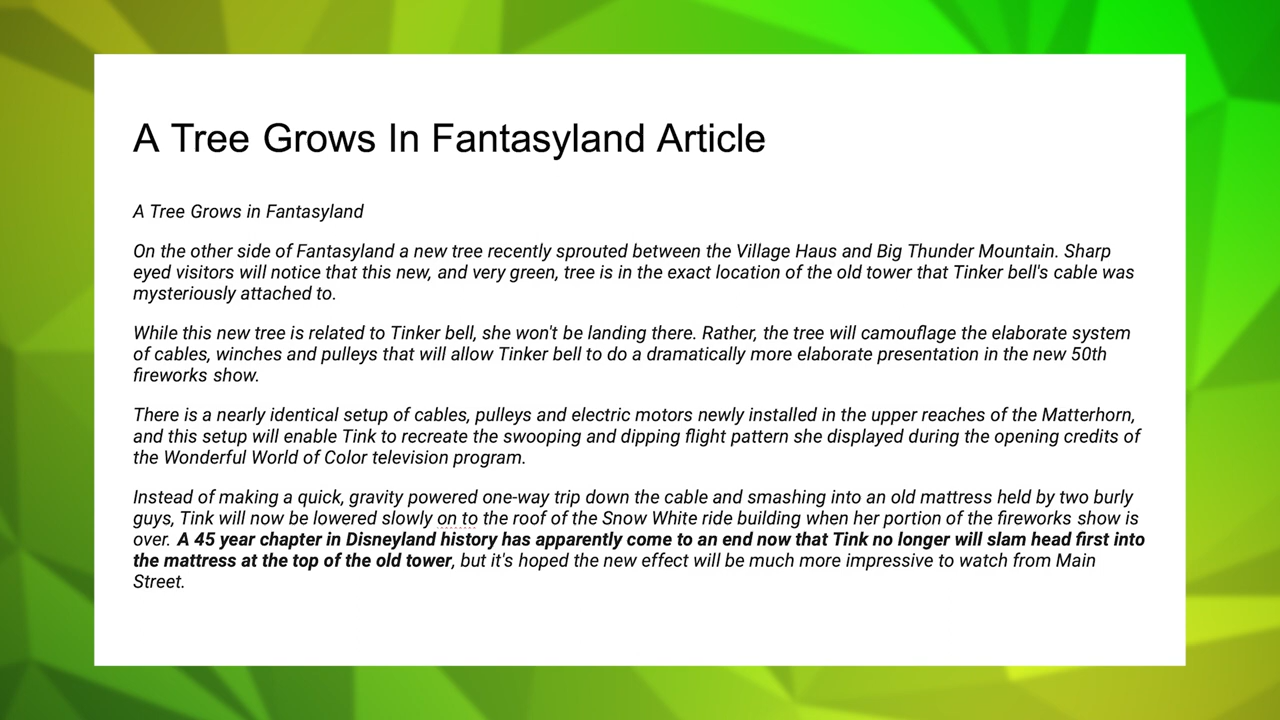 A Tree Grows In Fantasyland Article
A Tree Grows in Fantasyland
On the other side of Fantasyland a new tree recently sprouted between the Village Haus and Big Thunder Mountain. Sharp
eyed visitors will notice that this new, and very green, tree is in the exact location of the old tower that Tinker bell's cable was
mysteriously attached to.
While this new tree is related to Tinker bell, she won't be landing there. Rather, the tree will camouflage the elaborate system
of cables, winches and pulleys that will allow Tinker bell to do a dramatically more elaborate presentation in the new 50th
fireworks show.
There is a nearly identical setup of cables, pulleys and electric motors newly installed in the upper reaches of the Matterhorn,
and this setup will enable Tink to recreate the swooping and dipping flight pattern she displayed during the opening credits of
the Wonderful World of Color television program.
Instead of making a quick, gravity powered one-way trip down the cable and smashing into an old mattress held by two burly
guys, Tink will now be lowered slowly on to the roof of the Snow White ride building when her portion of the fireworks show is
over. A 45 year chapter in Disneyland history has apparently come to an end now that Tink no longer will slam head first into
the mattress at the top of the old tower, but it's hoped the new effect will be much more impressive to watch from Main
Street.